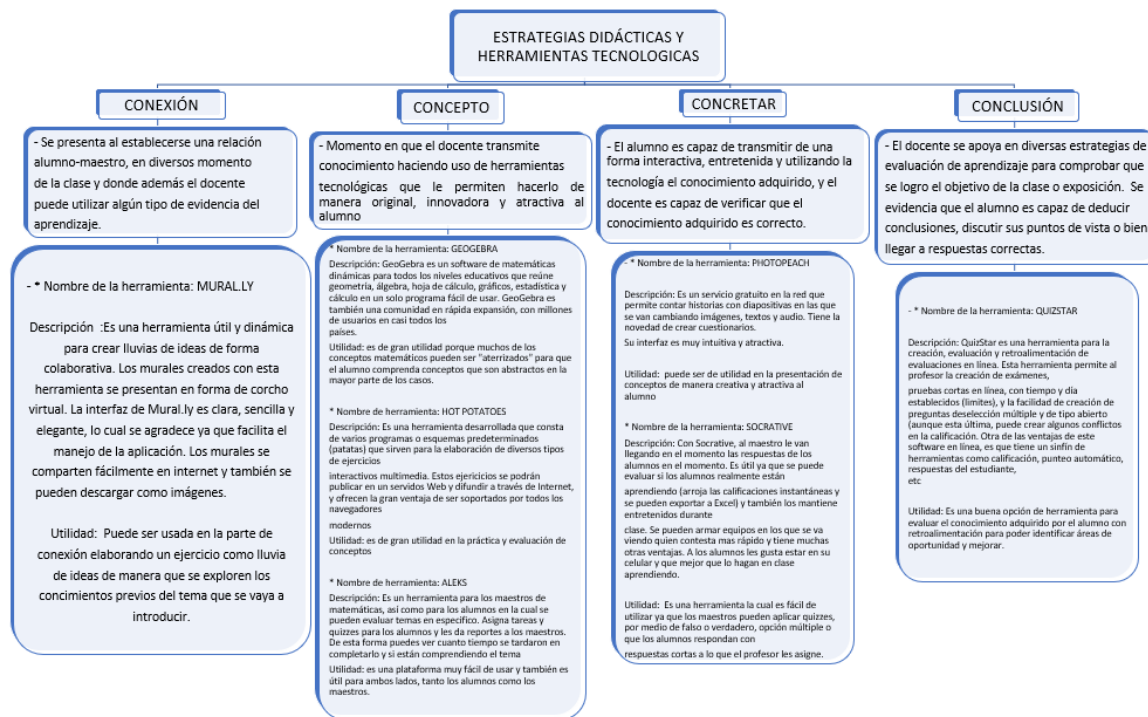 ESTRATEGIAS DIDÁCTICAS Y
HERRAMIENTAS TECNOLOGICAS
CONEXIÓN
- Se presenta al establecerse una relación
alumno-maestro, en diversos momento
de la clase y donde además el docente
puede utilizar algún tipo de evidencia del
aprendizaje.
- * Nombre de la herramienta: MURAL.LY
Descripción :Es una herramienta útil y dinámica
para crear lluvias de ideas de forma
colaborativa. Los murales creados con esta
herramienta se presentan en forma de corcho
virtual. La interfaz de Mural.ly es clara, sencilla y
elegante, lo cual se agradece ya que facilita el
manejo de la aplicación. Los murales se
comparten fácilmente en internet y también se
pueden descargar como imágenes.
Utilidad: Puede ser usada en la parte de
conexión elaborando un ejercicio como lluvia
de ideas de manera que se exploren los
concimientos previos del tema que se vaya a
introducir.
CONCEPTO
- Momento en que el docente transmite
conocimiento haciendo uso de herramientas
tecnológicas que le permiten hacerlo de
manera original, innovadora y atractiva al
alumno
* Nombre de la herramienta: GEOGEBRA
Descripción: GeoGebra es un software de matemáticas
dinámicas para todos los niveles educativos que reúne
geometría, álgebra, hoja de cálculo, gráficos, estadística y
cálculo en un solo programa fácil de usar. GeoGebra es
también una comunidad en rápida expansión, con millones
de usuarios en casi todos los
países.
Utilidad: es de gran utilidad porque muchos de los
conceptos matemáticos pueden ser "aterrizados" para que
el alumno comprenda conceptos que son abstractos en la
mayor parte de los casos.
* Nombre de herramienta: HOT POTATOES
Descripción: Es una herramienta desarrollada que consta
de varios programas o esquemas predeterminados
(patatas) que sirven para la elaboración de diversos tipos
de ejercicios
interactivos multimedia. Estos ejericicios se podrán
publicar en un servidos Web y difundir a través de Internet,
y ofrecen la gran ventaja de ser soportados por todos los
navegadores
modernos
Utilidad: es de gran utilidad en la práctica y evaluación de
conceptos
* Nombre de herramienta: ALEKS
Descripción: Es un herramienta para los maestros de
matemáticas, así como para los alumnos en la cual se
pueden evaluar temas en específico. Asigna tareas y
quizzes para los alumnos y les da reportes a los maestros.
De esta forma puedes ver cuanto tiempo se tardaron en
completarlo y si están comprendiendo el tema
Utilidad: es una plataforma muy fácil de usar y también es
útil para ambos lados, tanto los alumnos como los
maestros.
CONCRETAR
- El alumno es capaz de transmitir de
una forma interactiva, entretenida y utilizando la
tecnología el conocimiento adquirido, y el
docente es capaz de verificar que el
conocimiento adquirido es correcto.
- * Nombre de la herramienta: PHOTOPEACH
Descripción: Es un servicio gratuito en la red que
permite contar historias con diapositivas en las que
se van cambiando imágenes, textos y audio. Tiene la
novedad de crear cuestionarios.
Su interfaz es muy intuitiva y atractiva.
Utilidad: puede ser de utilidad en la presentación de
conceptos de manera creativa y atractiva al
alumno
* Nombre de la herramienta: SOCRATIVE
Descripción: Con Socrative, al maestro le van
llegando en el momento las respuestas de los
alumnos en el momento. Es útil ya que se puede
evaluar si los alumnos realmente están
aprendiendo (arroja las calificaciones instantáneas y
se pueden exportar a Excel) y también los mantiene
entretenidos durante
clase. Se pueden armar equipos en los que se va
viendo quien contesta mas rápido y tiene muchas
otras ventajas. A los alumnos les gusta estar en su
celular y que mejor que lo hagan en clase
aprendiendo.
Utilidad: Es una herramienta la cual es fácil de
utilizar ya que los maestros pueden aplicar quizzes,
por medio de falso o verdadero, opción múltiple o
que los alumnos respondan con
respuestas cortas a lo que el profesor les asigne.
CONCLUSIÓN
- El docente se apoya en diversas estrategias de
evaluación de aprendizaje para comprobar que
se logro el objetivo de la clase o exposición. Se
evidencia que el alumno es capaz de deducir
conclusiones, discutir sus puntos de vista o bien
llegar a respuestas correctas.
- * Nombre de la herramienta: QUIZSTAR
Descripción: QuizStar es una herramienta para la
creación, evaluación y retroalimentación de
evaluaciones en línea. Esta herramienta permite al
profesor la creación de exámenes,
pruebas cortas en línea, con tiempo y día
establecidos (limites), y la facilidad de creación de
preguntas deselección múltiple y de tipo abierto
(aunque esta última, puede crear algunos conflictos
en la calificación. Otra de las ventajas de este
software en línea, es que tiene un sinfín de
herramientas como calificación, punteo automático,
respuestas del estudiante,
etc
Utilidad: Es una buena opción de herramienta para
evaluar el conocimiento adquirido por el alumno con
retroalimentación para poder identificar áreas de
oportunidad y mejorar.